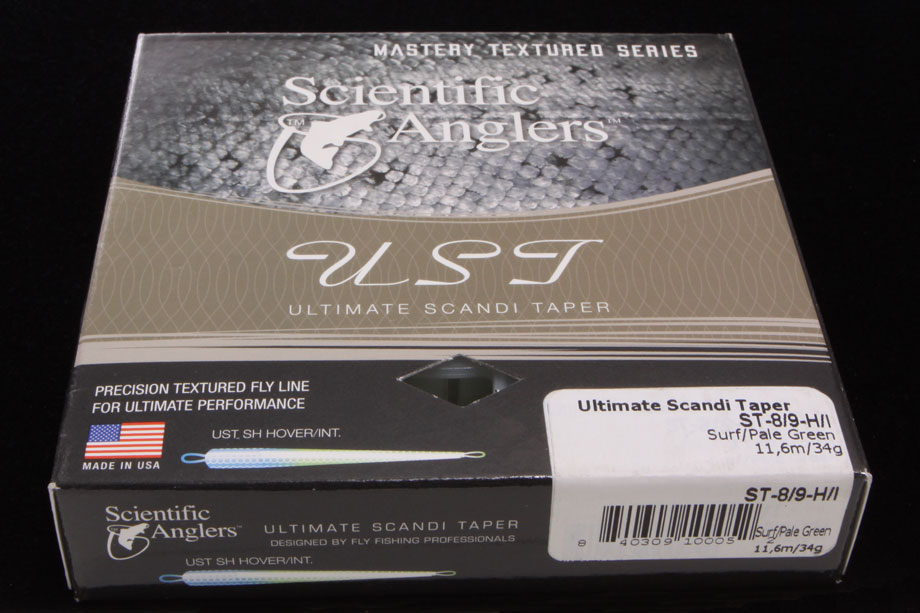 MASTERY TEXTURED SERIES
Scientific
Anglers™
TM
UST
ULTIMATE SCANDI TAPER
PRECISION TEXTURED FLY LINE
FOR ULTIMATE PERFORMANCE
MADE IN USA
UST SH HOVER/INT.
Ultimate Scandi Taper
ST-8/9-H/I
Surf/Pale Green
11,6m/34g
Scientific
Anglers™
ULTIMATE SCANDI TAPER
DESIGNED BY FLY FISHING PROFESSIONALS
UST SH HOVER/INT.
ST-8/9-H/I
8 40309 10005
Surf/Pale Green
11,6m/34g